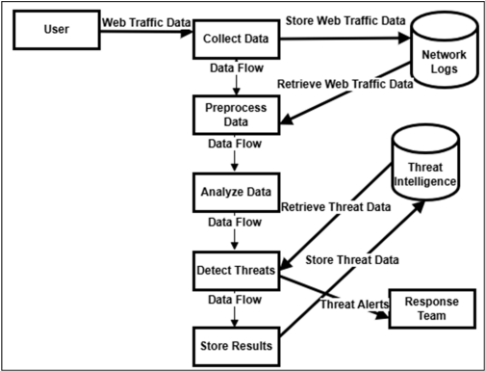 User
Web Traffic Data
Collect Data
Store Web Traffic Data
Network
Logs
Data Flow
Retrieve Web Traffic Data
Preprocess
Data
Data Flow
Threat
Intelligence
Analyze Data
Retrieve Threat Data
Data Flow
Store Threat Data
Detect Threats
Data Flow
Threat Alerts
Response
Team
Store Results